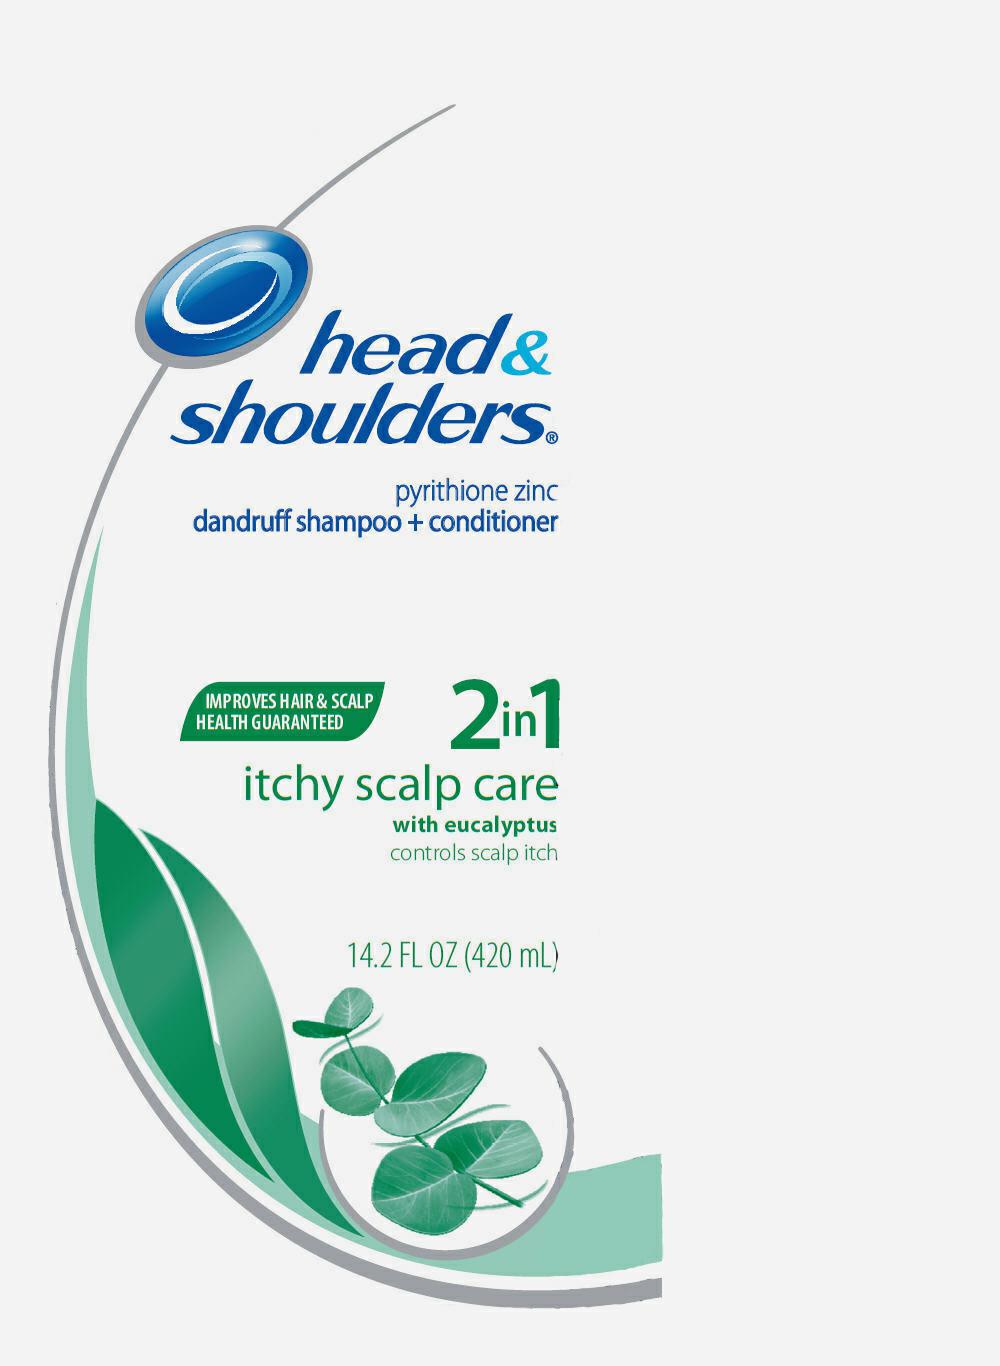 head &
shoulders®
pyrithione zinc
dandruff shampoo + conditioner
IMPROVES HAIR & SCALP
HEALTH GUARANTEED
2in1
itchy scalp care
with eucalyptus
controls scalp itch
14.2 FL OZ (420 mL)